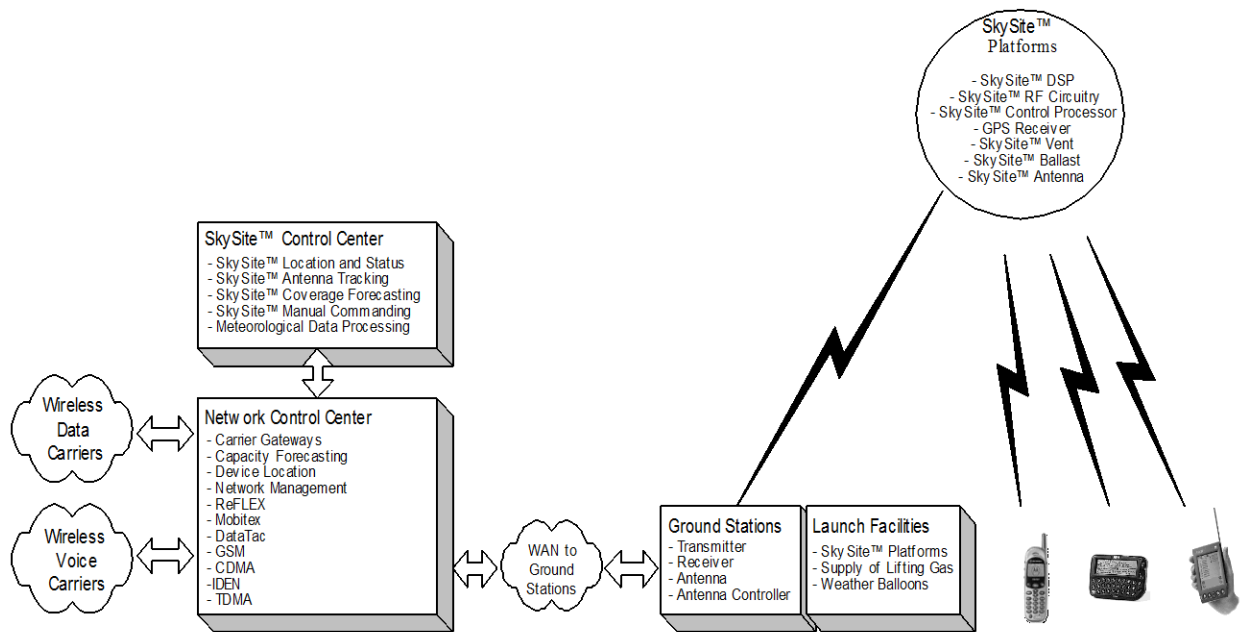 SkySite™
Platforms
- SkySite™ DSP
- SkySite™ RF Circuitry
- SkySite™ Control Processor
- GPS Receiver
- SkySite™ Vent
- SkySite™ Ballast
- SkySite™ Antenna
SkySite™ Control Center
- SkySite™ Location and Status
- SkySite™ Antenna Tracking
- SkySite™ Coverage Forecasting
- SkySite™ Manual Commanding
- Meteorological Data Processing
Wireless
Data
Carriers
Wireless
Voice
Carriers
Network Control Center
- Carrier Gateways
- Capacity Forecasting
- Device Location
- Network Management
- ReFLEX
- Mobitex
- DataTac
- GSM
- CDMA
-IDEN
- TDMA
WAN to
Ground
Stations
Ground Stations
- Transmitter
- Receiver
- Antenna
- Antenna Controller
Launch Facilities
- SkySite™ Platforms
- Supply of Lifting Gas
- Weather Balloons